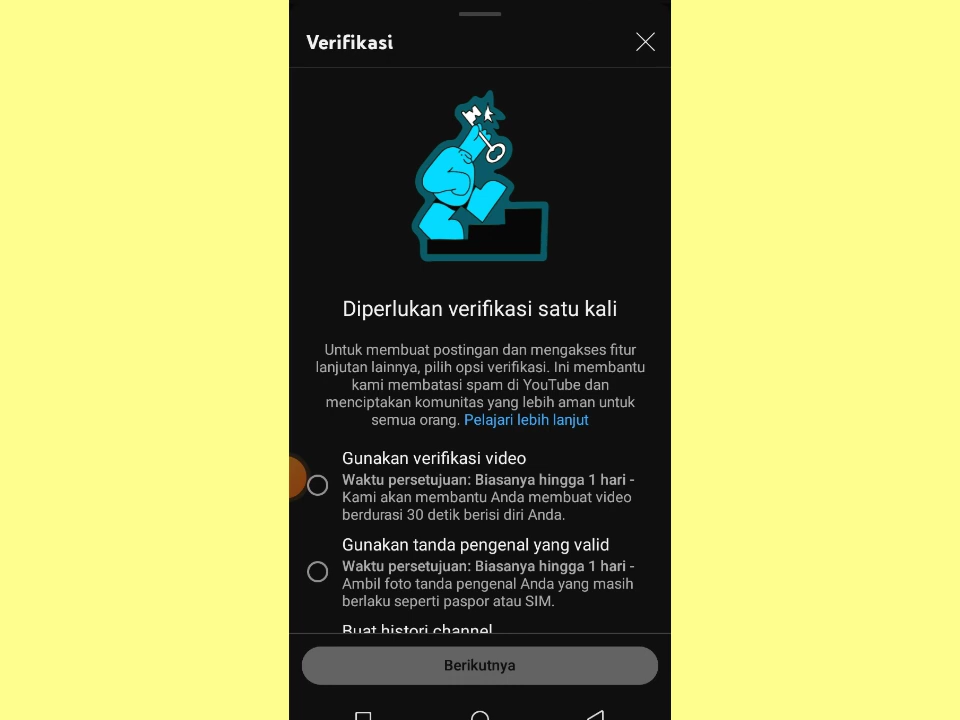 Verifikasi
Diperlukan verifikasi satu kali
Untuk membuat postingan dan mengakses fitur
lanjutan lainnya, pilih opsi verifikasi. Ini membantu
kami membatasi spam di YouTube dan
menciptakan komunitas yang lebih aman untuk
semua orang. Pelajari lebih lanjut
Gunakan verifikasi video
Waktu persetujuan: Biasanya hingga 1 hari -
Kami akan membantu Anda membuat video
berdurasi 30 detik berisi diri Anda.
Gunakan tanda pengenal yang valid
Waktu persetujuan: Biasanya hingga 1 hari -
Ambil foto tanda pengenal Anda yang masih
berlaku seperti paspor atau SIM.
Buat histori channel
Berikutnya